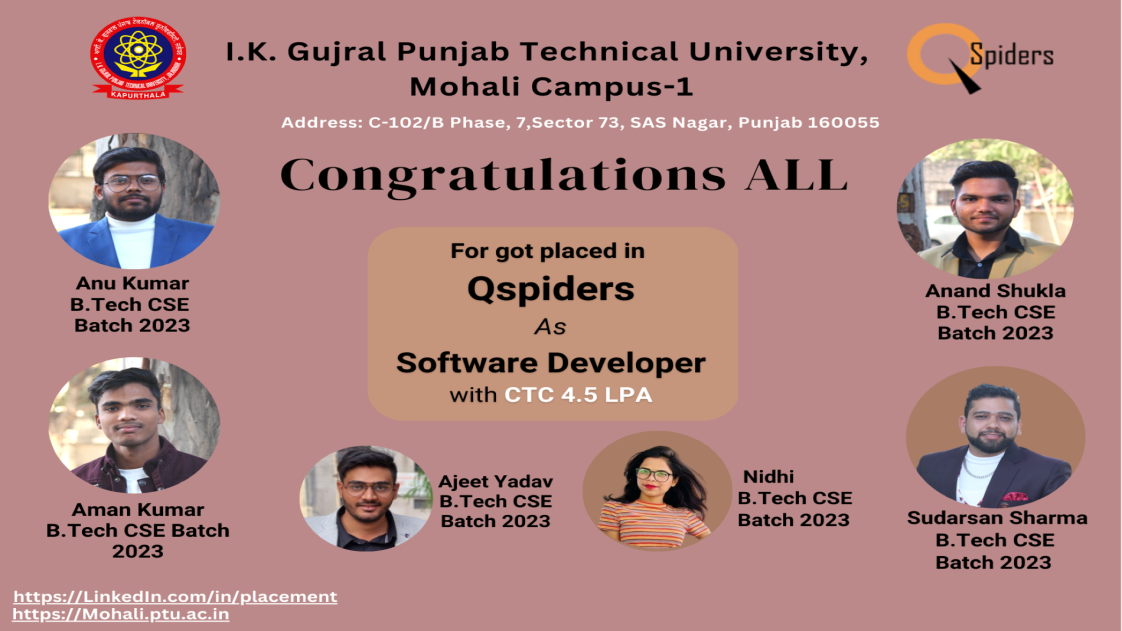 I.K. Gujral Punjab Technical University,
Mohali Campus-1
Address: C-102/B Phase, 7,Sector 73, SAS Nagar, Punjab 160055
KAPURTHALA
Spiders
Congratulations ALL
For got placed in
Qspiders
As
Software Developer
with CTC 4.5 LPA
Anu Kumar
B.Tech CSE
Batch 2023
Anand Shukla
B.Tech CSE
Batch 2023
Aman Kumar
B.Tech CSE Batch
2023
Ajeet Yadav
B.Tech CSE
Batch 2023
Nidhi
B.Tech CSE
Batch 2023
Sudarsan Sharma
B.Tech CSE
Batch 2023
https://LinkedIn.com/in/placement
https://Mohali.ptu.ac.in